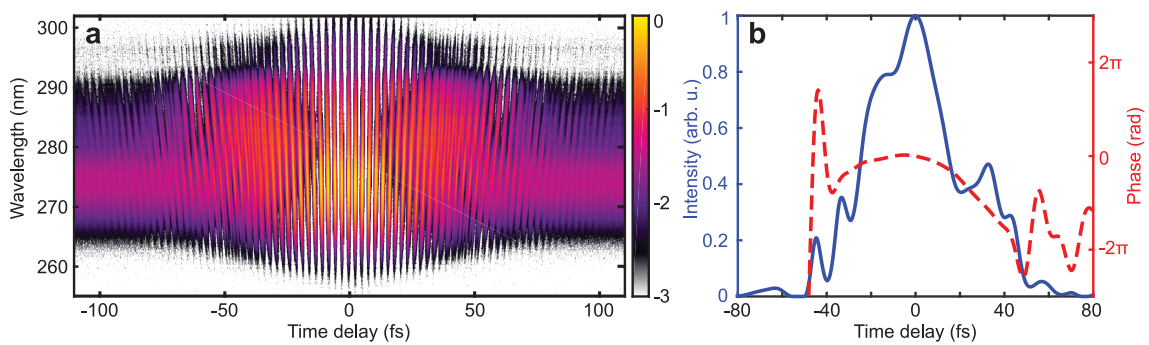 a
Wavelength (nm)
300
290
280
270
260
-100
-50
0
50
100
Time delay (fs)
0
−1
−2
−3
b
Intensity (arb. u.)
1
0.8
0.6
0.4
0.2
0
-80
-40
0
40
80
Time delay (fs)
2π
0
-2π
Phase (rad)